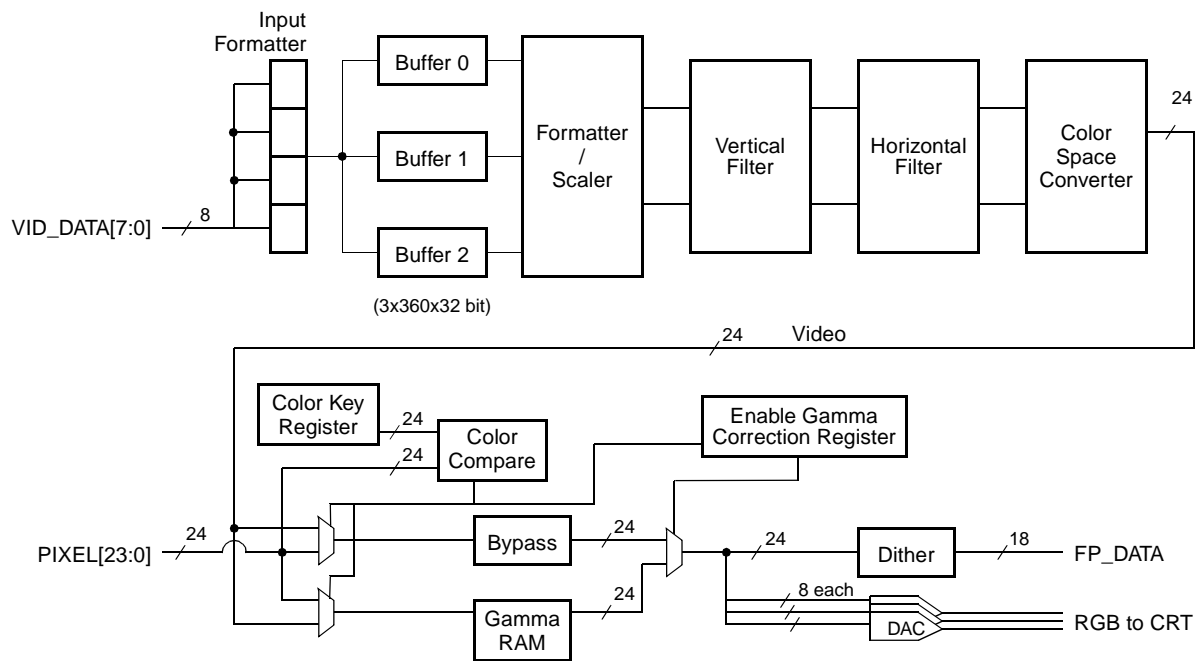 Input
Formatter
Buffer 0
Buffer 1
Buffer 2
(3x360x32 bit)
Formatter
/
Scaler
Vertical
Filter
Horizontal
Filter
Color
Space
Converter
24
VID_DATA[7:0]
8
24
Video
Color Key
Register
24
24
Color
Compare
Enable Gamma
Correction Register
PIXEL[23:0]
24
Bypass
24
24
Dither
18
FP_DATA
Gamma
RAM
24
8 each
DAC
RGB to CRT